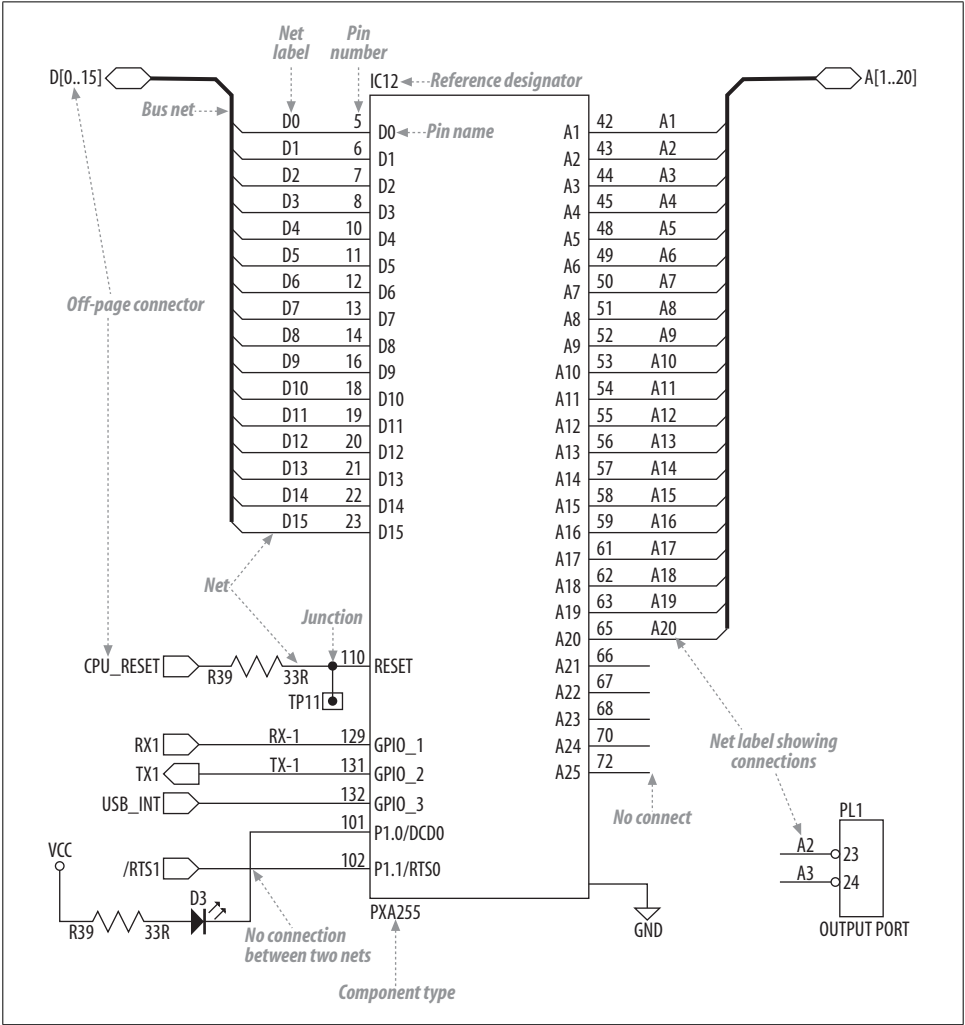 Net label
Pin number
D[0..15]
IC12
Reference designator
A[1..20]
Bus net
D0 5 D0 Pin name
D1 6 D1
D2 7 D2
D3 8 D3
D4 10 D4
D5 11 D5
D6 12 D6
D7 13 D7
D8 14 D8
D9 16 D9
D10 18 D10
D11 19 D11
D12 20 D12
D13 21 D13
D14 22 D14
D15 23 D15
A1 42 A1
A2 43 A2
A3 44 A3
A4 45 A4
A5 48 A5
A6 49 A6
A7 50 A7
A8 51 A8
A9 52 A9
A10 53 A10
A11 54 A11
A12 55 A12
A13 56 A13
A14 57 A14
A15 58 A15
A16 59 A16
A17 61 A17
A18 62 A18
A19 63 A19
A20 65 A20
A21 66
A22 67
A23 68
A24 70
A25 72
Off-page connector
Net
Junction
CPU_RESET R39 33R 110 RESET
TP11
RX1 RX-1 129 GPIO_1
TX1 TX-1 131 GPIO_2
USB_INT 132 GPIO_3
101 P1.0/DCD0
/RTS1 102 P1.1/RTS0
VCC
R39 33R D3
No connection
between two nets
PXA255
Component type
GND
No connect
Net label showing
connections
PL1
A2 23
A3 24
OUTPUT PORT